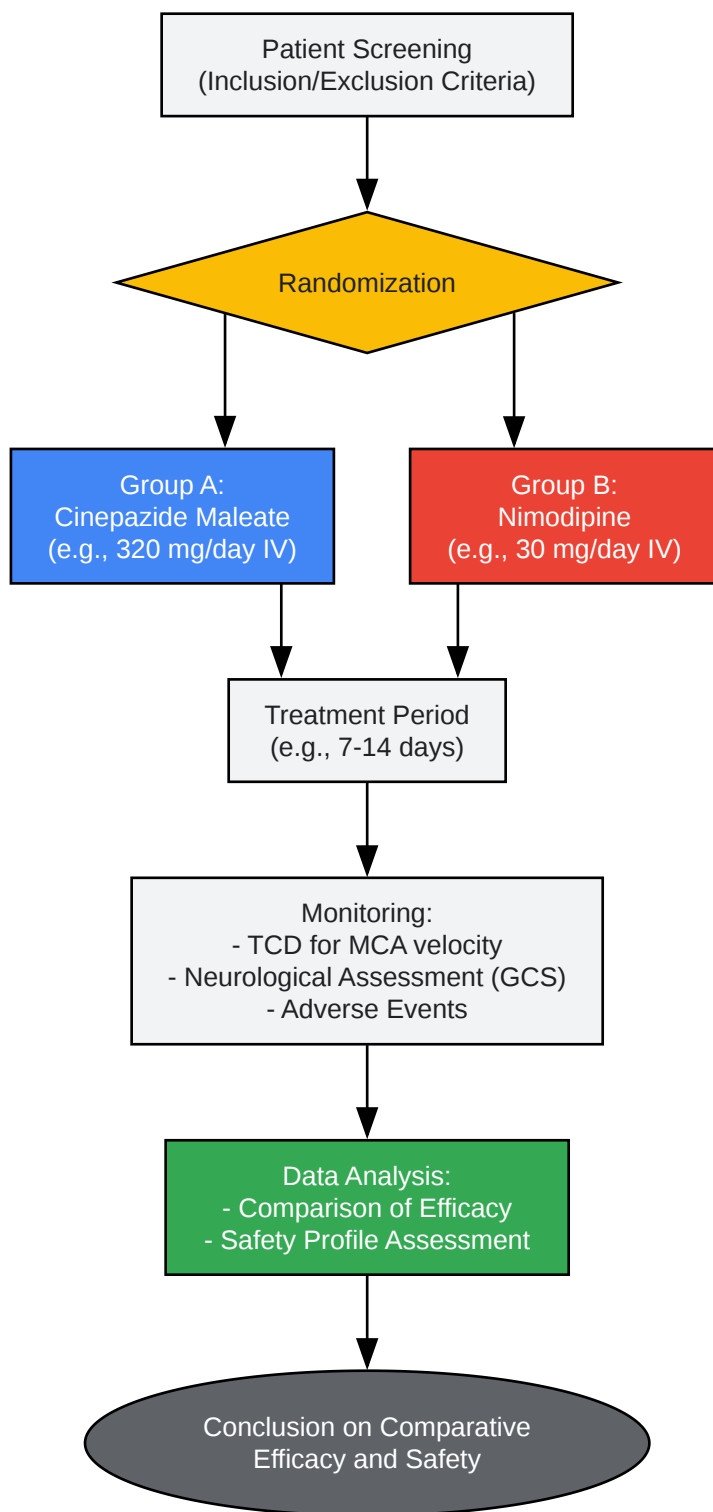 Patient Screening
(Inclusion/Exclusion Criteria)
Randomization
Group A:
Cinepazide Maleate
(e.g., 320 mg/day IV)
Group B:
Nimodipine
(e.g., 30 mg/day IV)
Treatment Period
(e.g., 7-14 days)
Monitoring:
- TCD for MCA velocity
- Neurological Assessment (GCS)
- Adverse Events
Data Analysis:
- Comparison of Efficacy
- Safety Profile Assessment
Conclusion on Comparative
Efficacy and Safety